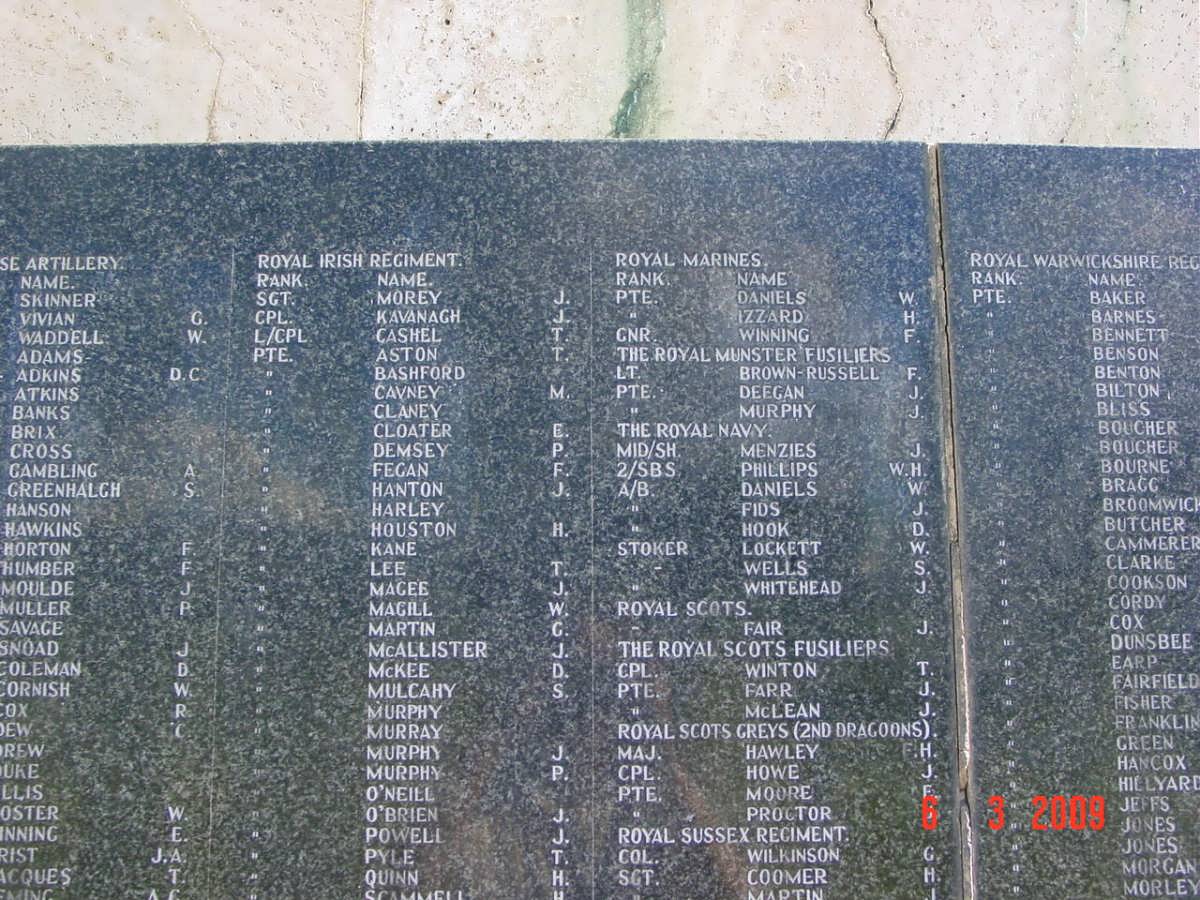 SE ARTILLERY.
NAME.
SKINNER
VIVIAN G.
WADDELL W.
ADAMS
ADKINS D.C.
ATKINS
BANKS
BRIX
CROSS
GAMBLING A
GREENHALGH S.
HANSON
HAWKINS
HORTON F.
HUMBER F.
MOULDE J
MULLER P.
SAVAGE
SNOAD J
COLEMAN D.
CORNISH W.
COX R.
DEW C
DREW
DUKE
LLIS
OSTER W.
INNING E.
RIST J.A.
ACQUES T.
EMING A.G.
ROYAL IRISH REGIMENT.
RANK. NAME.
SGT. MOREY J.
CPL. KAVANAGH J.
L/CPL CASHEL T.
PTE. ASTON T.
" BASHFORD
" CAVNEY M.
" CLANEY
" CLOATER E.
" DEMSEY P.
" FEGAN F.
" HANTON J.
" HARLEY
" HOUSTON H.
" KANE
" LEE T.
" MAGEE J.
" MAGILL W.
" MARTIN G.
" McALLISTER J.
" McKEE D.
" MULCAHY S.
" MURPHY
" MURRAY
" MURPHY J.
" MURPHY P.
" O'NEILL
" O'BRIEN J.
" POWELL J.
" PYLE T.
" QUINN H.
" SCAMMELL H
ROYAL MARINES.
RANK. NAME
PTE. DANIELS W.
" IZZARD H
GNR. WINNING F.
THE ROYAL MUNSTER FUSILIERS
LT. BROWN-RUSSELL F.
PTE. DEEGAN J.
" MURPHY J.
THE ROYAL NAVY.
MID/SH. MENZIES J.
2/SBS PHILLIPS W.H.
A/B. DANIELS W.
" FIDS J.
" HOOK D.
STOKER LOCKETT W.
" WELLS S.
" WHITEHEAD J.
ROYAL SCOTS.
" FAIR J.
THE ROYAL SCOTS FUSILIERS
CPL. WINTON T.
PTE. FARR J.
" McLEAN J.
ROYAL SCOTS GREYS (2ND DRAGOONS).
MAJ. HAWLEY F.H.
CPL. HOWE J.
PTE. MOORE F.
" PROCTOR
ROYAL SUSSEX REGIMENT.
COL. WILKINSON G.
SGT. COOMER H.
" MARTIN J
ROYAL WARWICKSHIRE REG
RANK. NAME.
PTE. BAKER
" BARNES
" BENNETT
" BENSON
" BENTON
" BILTON
" BLISS
" BOUCHER
" BOUCHER
" BOURNE
" BRAGG
" BROOMWICK
" BUTCHER
" CAMMERER
" CLARKE
" COOKSON
" CORDY
" COX
" DUNSBEE
" EARP
" FAIRFIELD
" FISHER
" FRANKLIN
" GREEN
" HANCOX
" HILLYARD
" JEFFS
" JONES
" JONES
" MORGAN
" MORLEY
6 3 2009